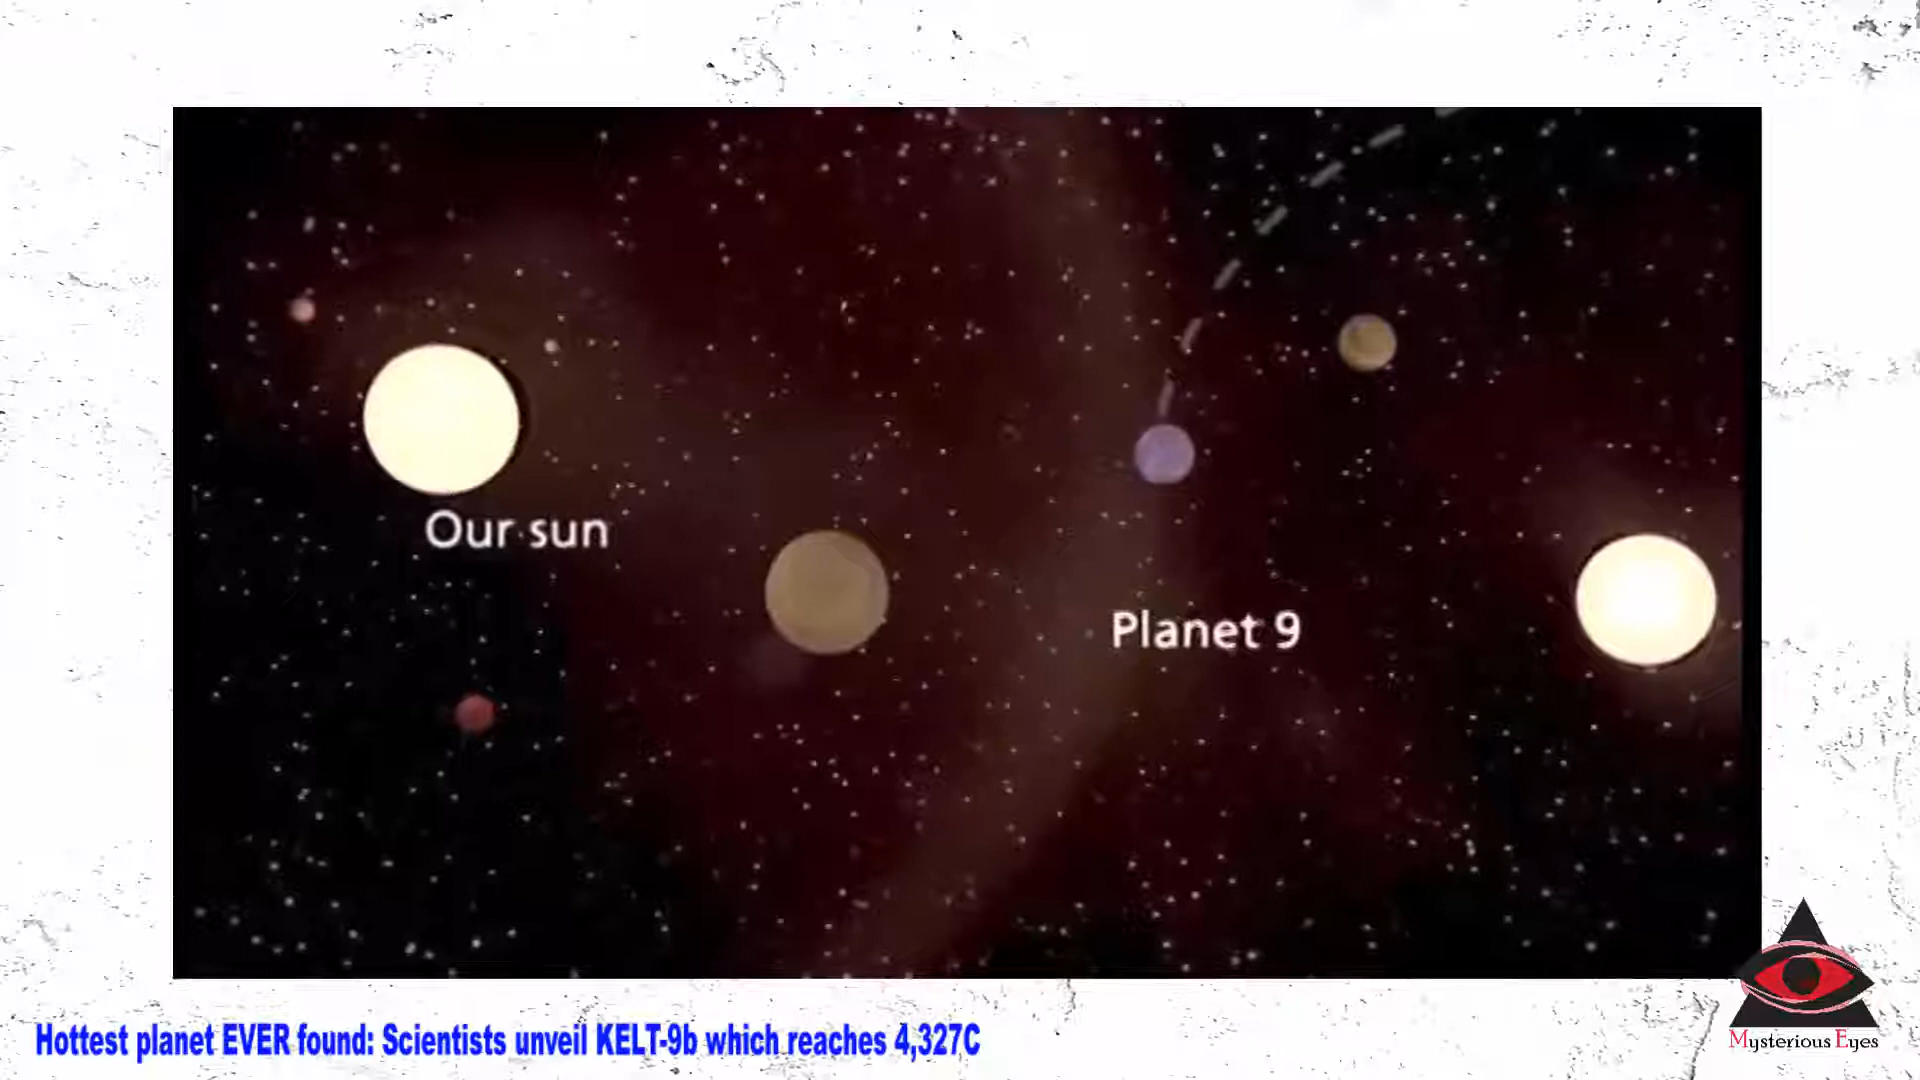 Our sun
Planet 9
Hottest planet EVER found: Scientists unveil KELT-9b which reaches 4,327C
Mysterious Eyes